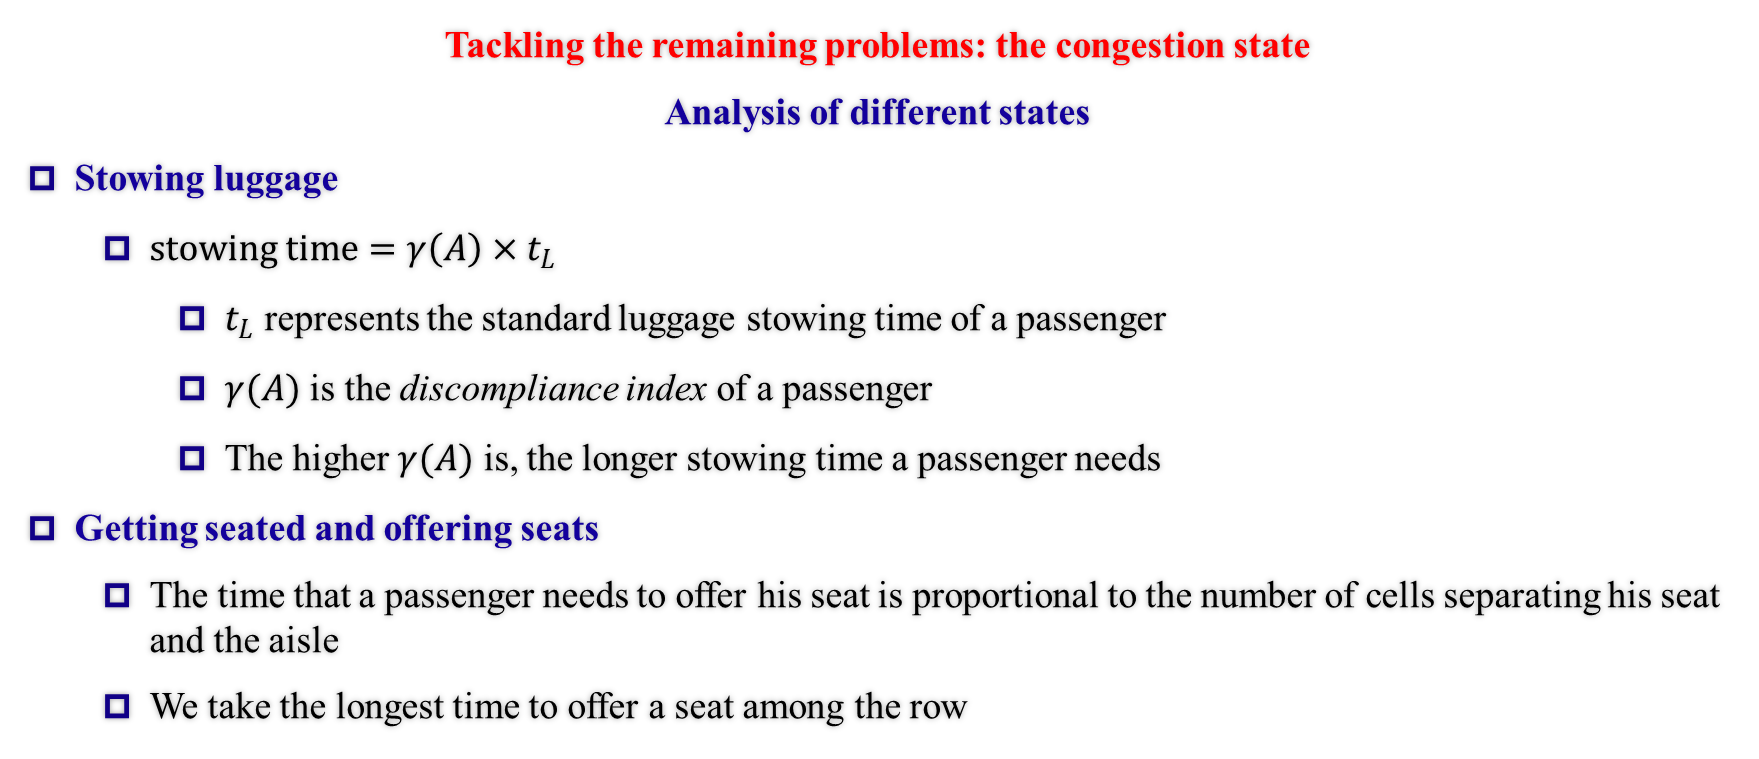 Tackling the remaining problems: the congestion state
Analysis of different states
Stowing luggage
stowing time = γ(A) × t_L
t_L represents the standard luggage stowing time of a passenger
γ(A) is the discompliance index of a passenger
The higher γ(A) is, the longer stowing time a passenger needs
Getting seated and offering seats
The time that a passenger needs to offer his seat is proportional to the number of cells separating his seat
and the aisle
We take the longest time to offer a seat among the row